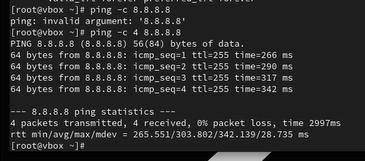 [root@vbox ~]# ping -c 8.8.8.8
ping: invalid argument: '8.8.8.8'
[root@vbox ~]# ping -c 4 8.8.8.8
PING 8.8.8.8 (8.8.8.8) 56(84) bytes of data.
64 bytes from 8.8.8.8: icmp_seq=1 ttl=255 time=266 ms
64 bytes from 8.8.8.8: icmp_seq=2 ttl=255 time=290 ms
64 bytes from 8.8.8.8: icmp_seq=3 ttl=255 time=317 ms
64 bytes from 8.8.8.8: icmp_seq=4 ttl=255 time=342 ms
--- 8.8.8.8 ping statistics ---
4 packets transmitted, 4 received, 0% packet loss, time 2997ms
rtt min/avg/max/mdev = 265.551/303.802/342.139/28.735 ms
[root@vbox ~]#